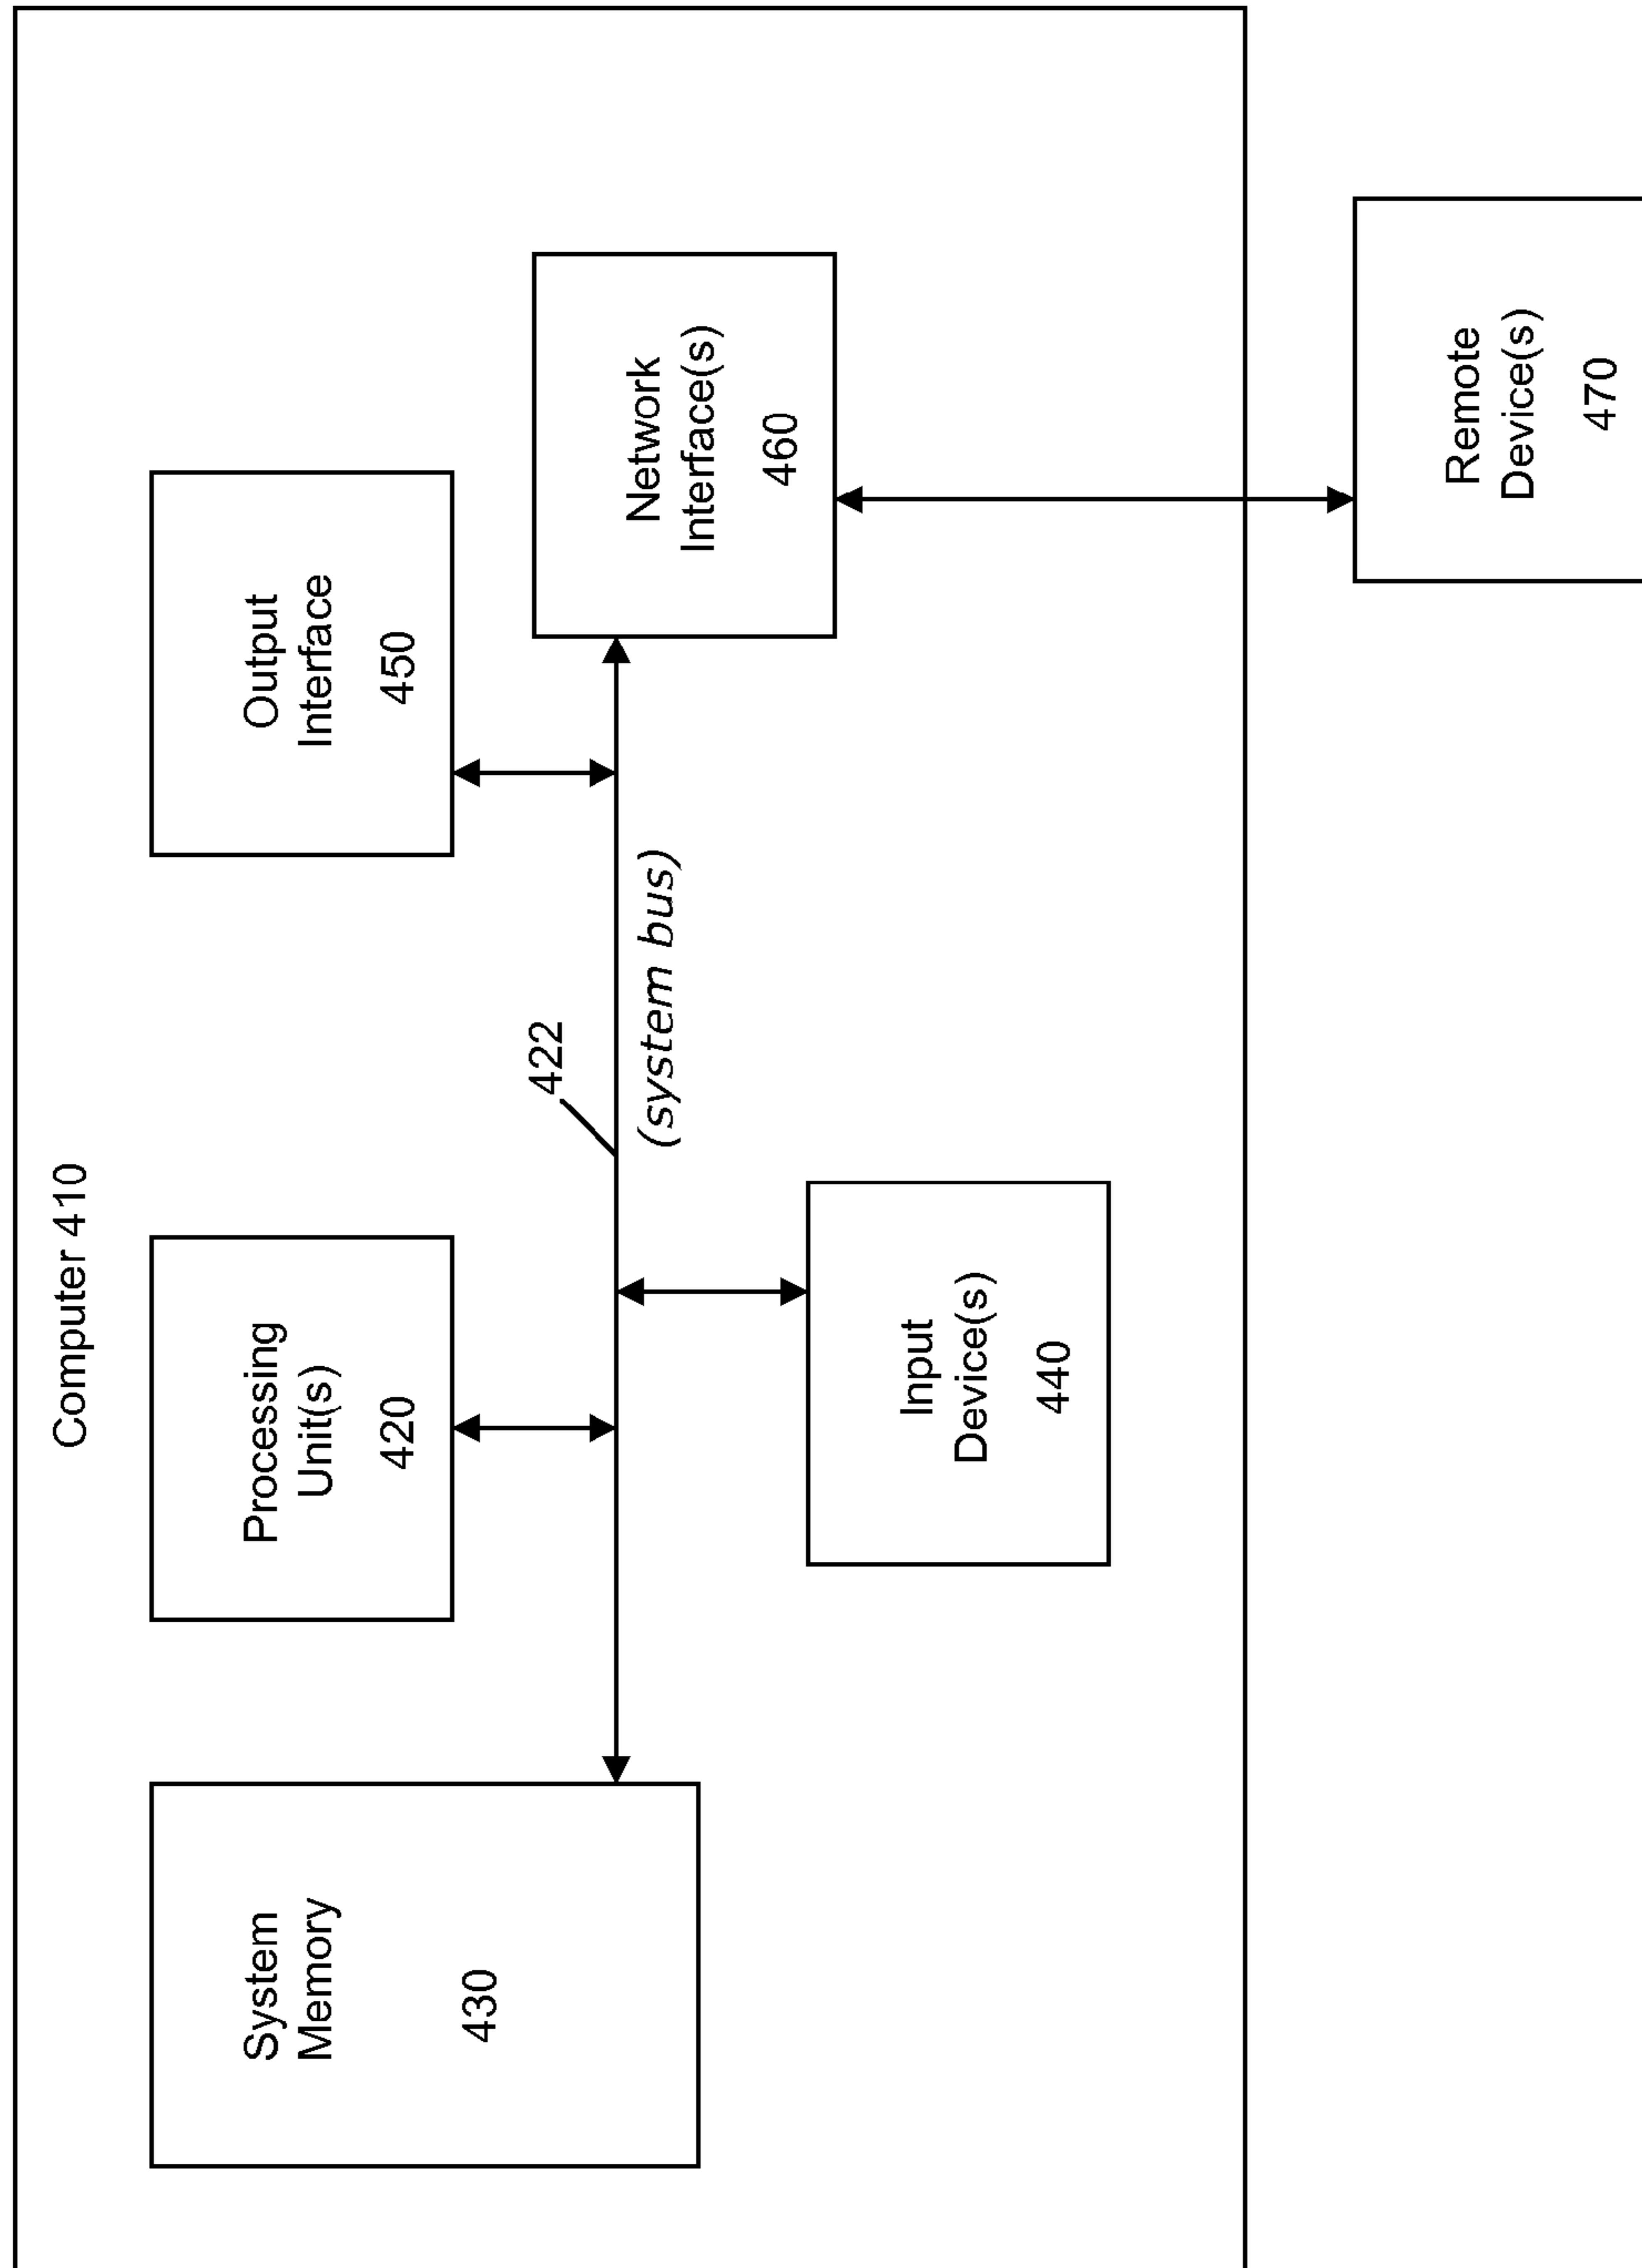 Computer 410
System
Memory
430
Processing
Unit(s)
420
Output
Interface
450
422
(system bus)
Network
Interface(s)
460
Input
Device(s)
440
Remote
Device(s)
470